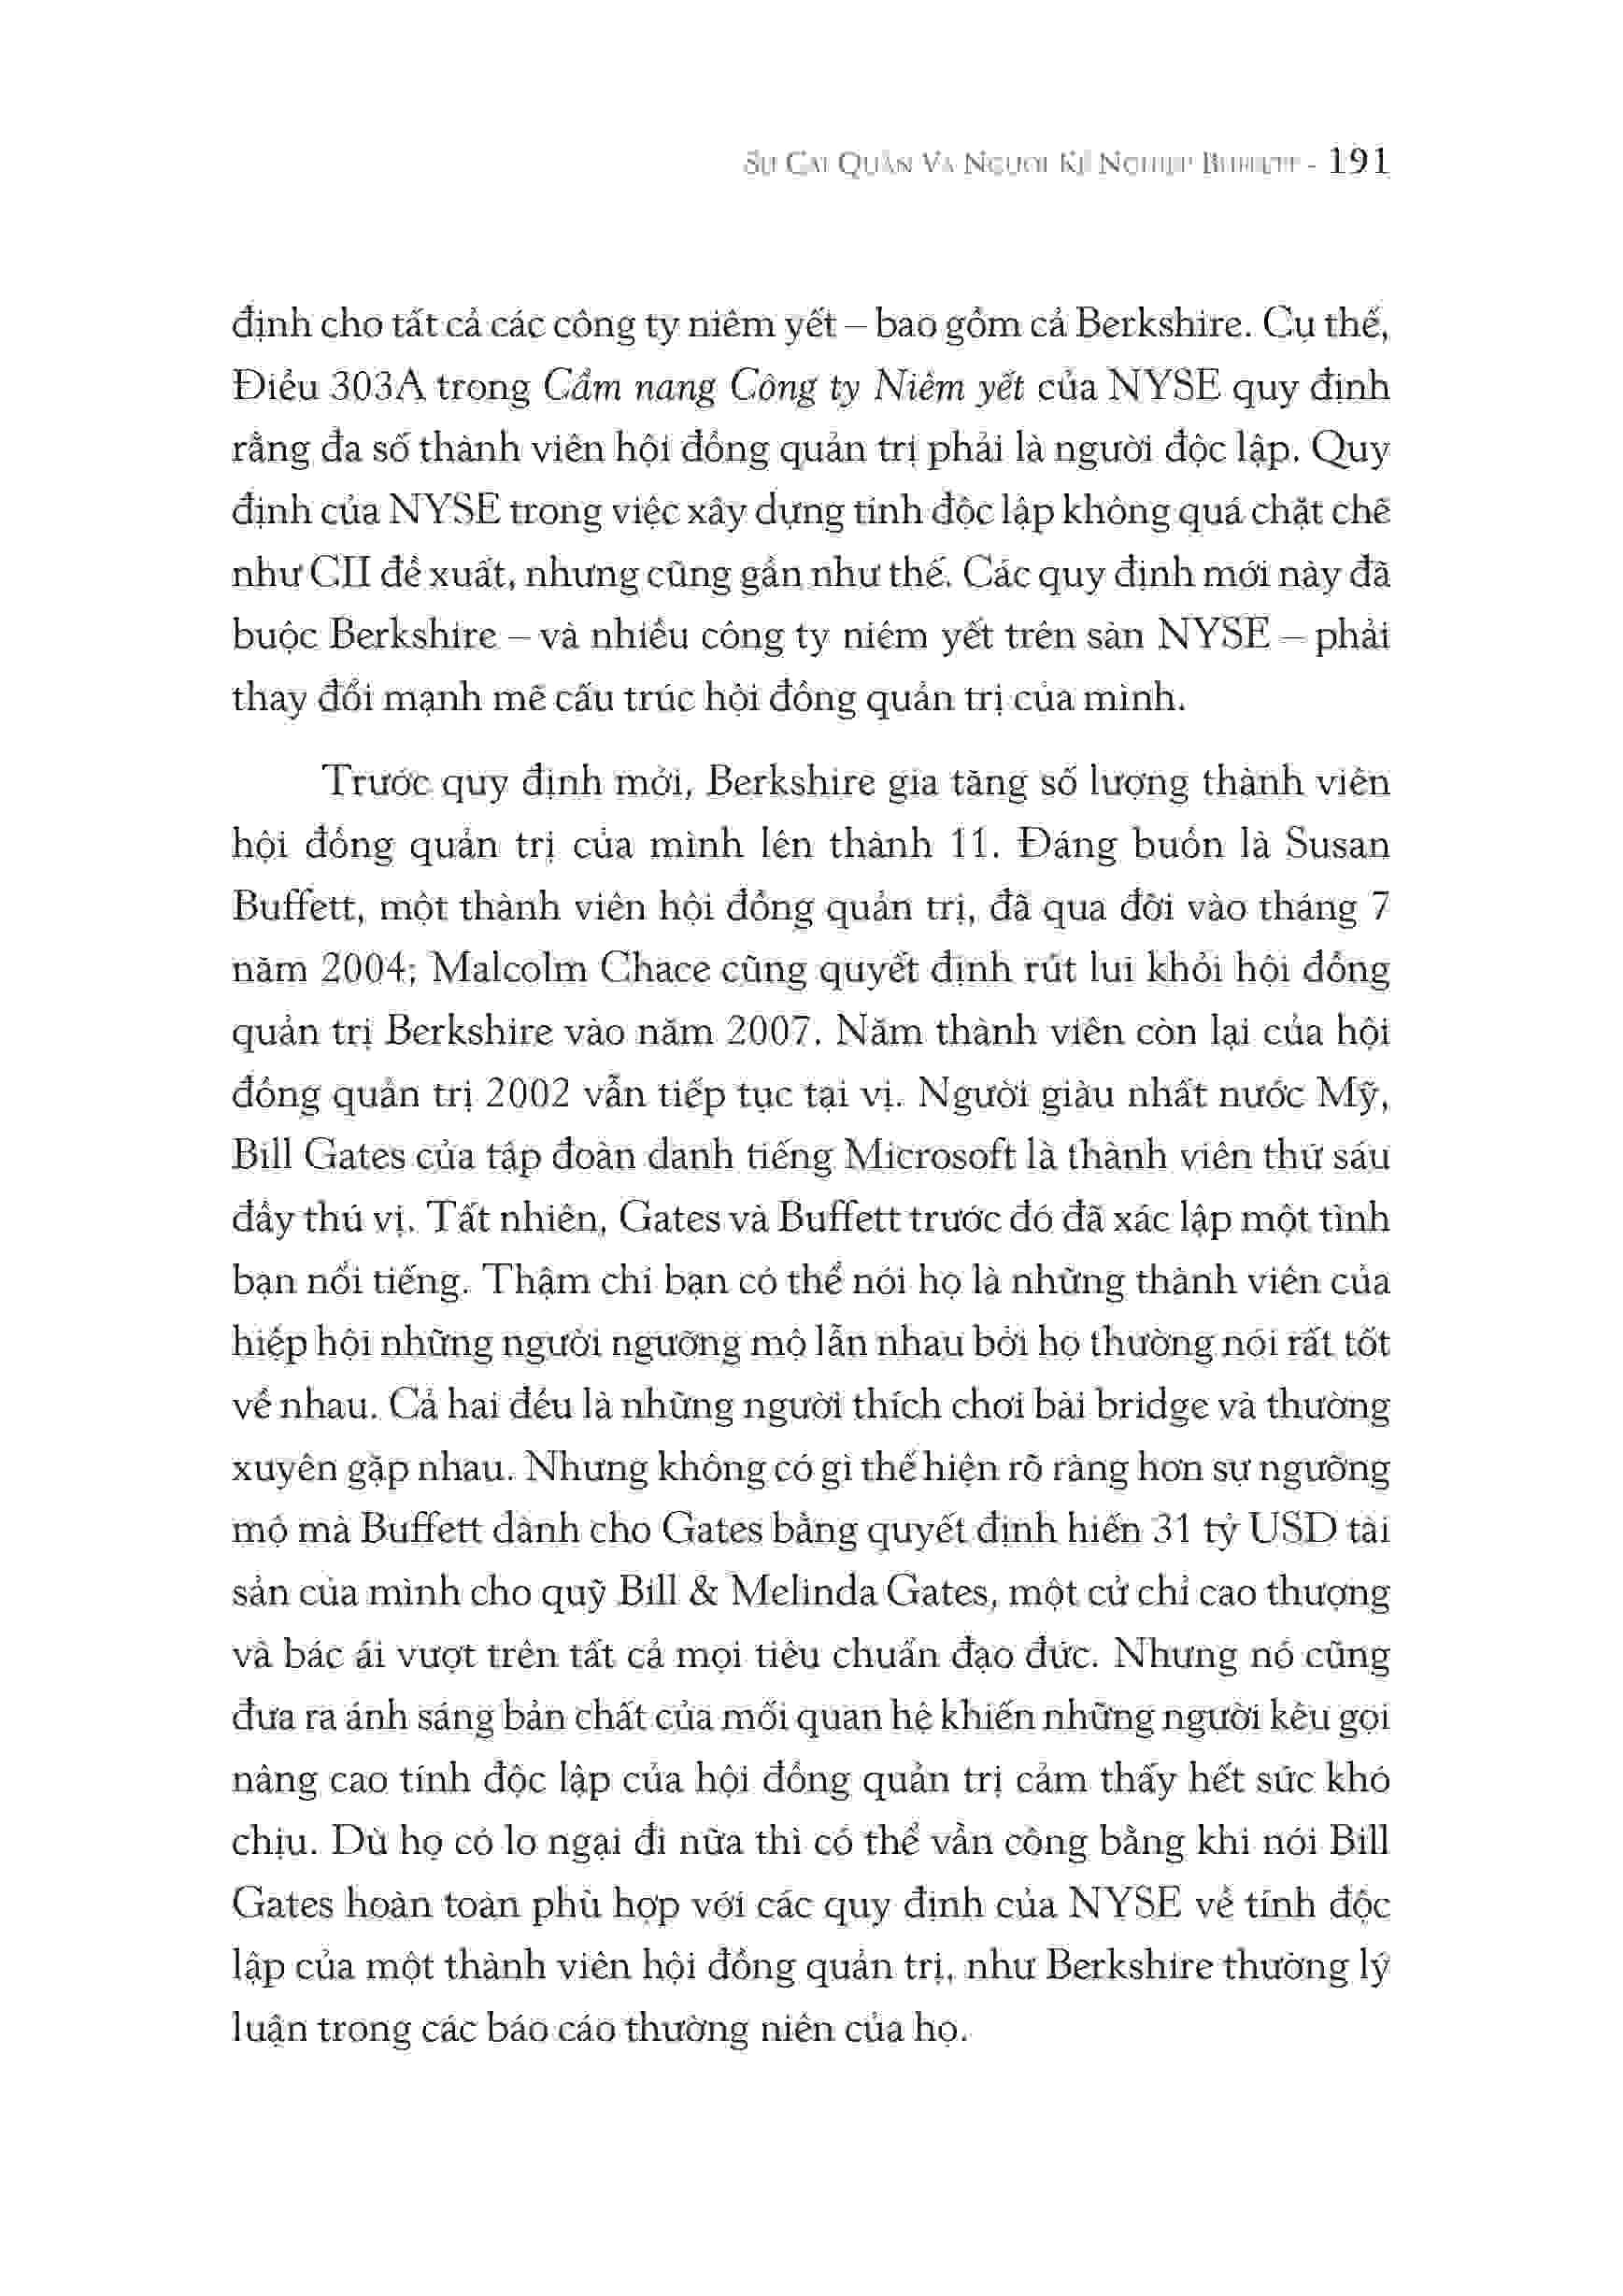 Sự Cai Quản Và Người Kế Nghiệp Buffett - 191
định cho tất cả các công ty niêm yết – bao gồm cả Berkshire. Cụ thể,
Điều 303A trong Cẩm nang Công ty Niêm yết của NYSE quy định
rằng đa số thành viên hội đồng quản trị phải là người độc lập. Quy
định của NYSE trong việc xây dựng tính độc lập không quá chặt chẽ
như CII đề xuất, nhưng cũng gần như thế. Các quy định mới này đã
buộc Berkshire – và nhiều công ty niêm yết trên sàn NYSE – phải
thay đổi mạnh mẽ cấu trúc hội đồng quản trị của mình.
Trước quy định mới, Berkshire gia tăng số lượng thành viên
hội đồng quản trị của mình lên thành 11. Đáng buồn là Susan
Buffett, một thành viên hội đồng quản trị, đã qua đời vào tháng 7
năm 2004; Malcolm Chace cũng quyết định rút lui khỏi hội đồng
quản trị Berkshire vào năm 2007. Năm thành viên còn lại của hội
đồng quản trị 2002 vẫn tiếp tục tại vị. Người giàu nhất nước Mỹ,
Bill Gates của tập đoàn danh tiếng Microsoft là thành viên thứ sáu
đầy thú vị. Tất nhiên, Gates và Buffett trước đó đã xác lập một tình
bạn nổi tiếng. Thậm chí bạn có thể nói họ là những thành viên của
hiệp hội những người ngưỡng mộ lẫn nhau bởi họ thường nói rất tốt
về nhau. Cả hai đều là những người thích chơi bài bridge và thường
xuyên gặp nhau. Nhưng không có gì thể hiện rõ ràng hơn sự ngưỡng
mộ mà Buffett dành cho Gates bằng quyết định hiến 31 tỷ USD tài
sản của mình cho quỹ Bill & Melinda Gates, một cử chỉ cao thượng
và bác ái vượt trên tất cả mọi tiêu chuẩn đạo đức. Nhưng nó cũng
đưa ra ánh sáng bản chất của mối quan hệ khiến những người kêu gọi
nâng cao tính độc lập của hội đồng quản trị cảm thấy hết sức khó
chịu. Dù họ có lo ngại đi nữa thì có thể vẫn công bằng khi nói Bill
Gates hoàn toàn phù hợp với các quy định của NYSE về tính độc
lập của một thành viên hội đồng quản trị, như Berkshire thường lý
luận trong các báo cáo thường niên của họ.